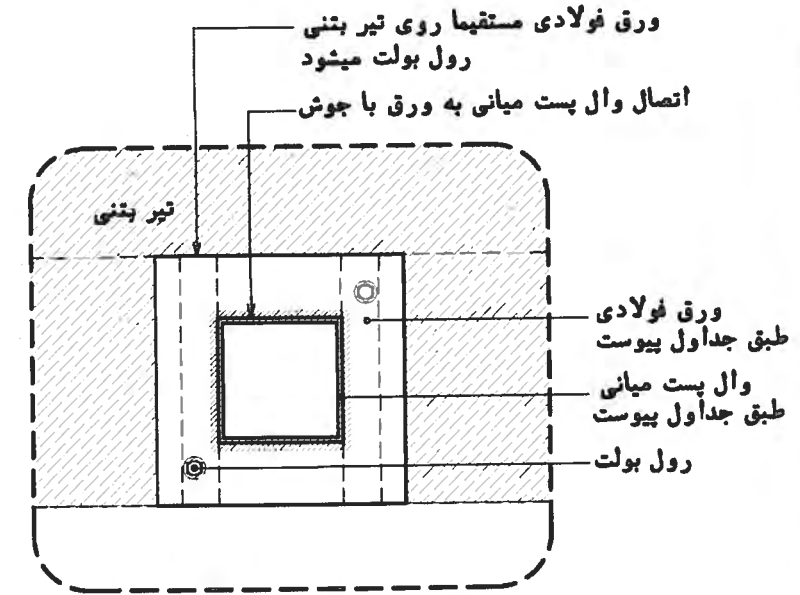 ورق فولادی مستقیما روی تیر بتنی
رول بولت میشود
اتصال وال پست میانی به ورق با جوش
تیر بتنی
ورق فولادی
طبق جداول پیوست
وال پست میانی
طبق جداول پیوست
رول بولت